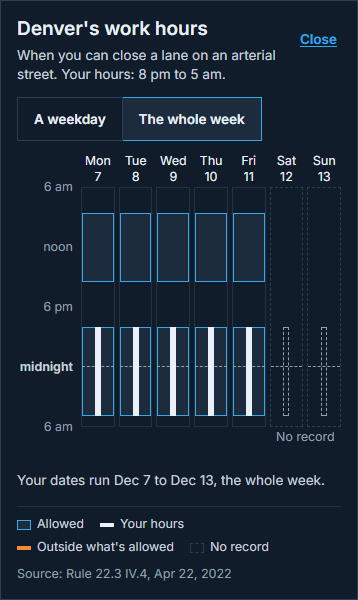 Denver's work hours
Close
When you can close a lane on an arterial
street. Your hours: 8 pm to 5 am.
A weekday The whole week
Mon Tue Wed Thu Fri Sat Sun
7 8 9 10 11 12 13
6 am
noon
6 pm
midnight
6 am
No record
Your dates run Dec 7 to Dec 13, the whole week.
Allowed Your hours
Outside what's allowed No record
Source: Rule 22.3 IV.4, Apr 22, 2022